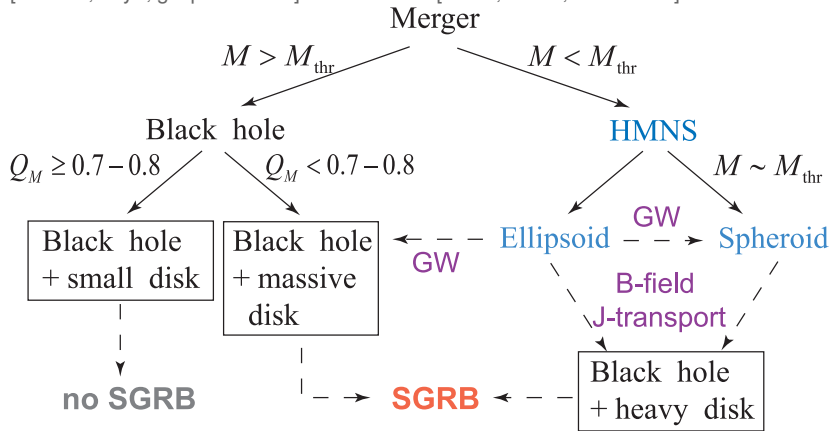 Merger
M > M_thr
M < M_thr
Black hole
HMNS
Q_M ≥ 0.7 – 0.8
Q_M < 0.7 – 0.8
M ~ M_thr
Black hole
+ small disk
Black hole
+ massive
disk
GW
Ellipsoid
GW
Spheroid
B-field
J-transport
no SGRB
SGRB
Black hole
+ heavy disk